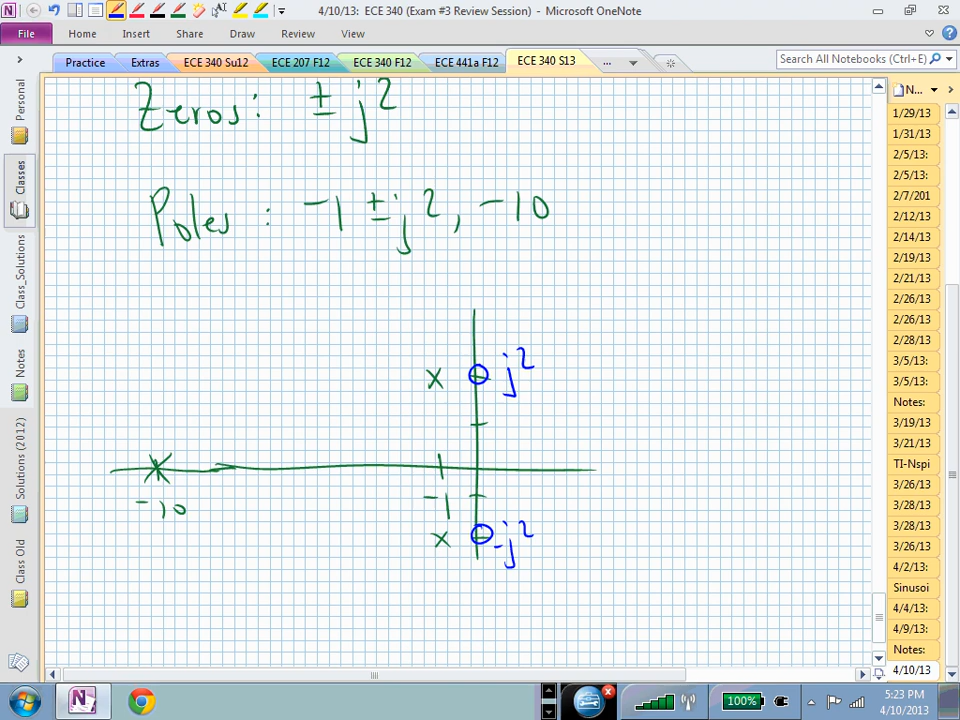 4/10/13: ECE 340 (Exam #3 Review Session) - Microsoft OneNote
File Home Insert Share Draw Review View
Practice Extras ECE 340 Su12 ECE 207 F12 ECE 340 F12 ECE 441a F12 ECE 340 S13 ... Search All Notebooks (Ctrl+E)
Personal
Classes
Class_Solutions
Notes
Solutions (2012)
Class Old
Zeros: ± j2
Poles : -1 ± j2, -10
x j2
-10
-1
x -j2
N...
1/29/13
1/31/13
2/5/13:
2/5/13:
2/7/201
2/12/13
2/14/13
2/19/13
2/21/13
2/26/13
2/26/13
2/28/13
3/5/13:
3/5/13:
Notes:
3/19/13
3/21/13
TI-Nspi
3/26/13
3/28/13
3/28/13
3/26/13
4/2/13:
Sinusoi
4/4/13:
4/9/13:
Notes:
4/10/13
100%
5:23 PM
4/10/2013